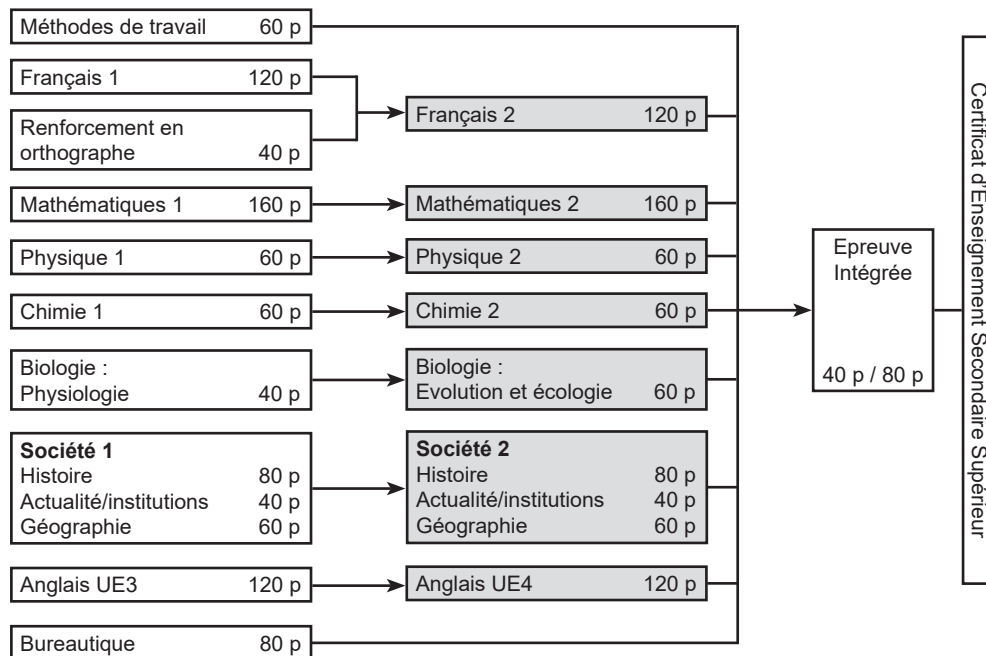 Méthodes de travail 60 p
Français 1 120 p
Renforcement en
orthographe 40 p
Français 2 120 p
Mathématiques 1 160 p
Mathématiques 2 160 p
Physique 1 60 p
Physique 2 60 p
Chimie 1 60 p
Chimie 2 60 p
Biologie :
Physiologie 40 p
Biologie :
Evolution et écologie 60 p
Société 1
Histoire 80 p
Actualité/institutions 40 p
Géographie 60 p
Société 2
Histoire 80 p
Actualité/institutions 40 p
Géographie 60 p
Anglais UE3 120 p
Anglais UE4 120 p
Bureautique 80 p
Epreuve
Intégrée
40 p / 80 p
Certificat d'Enseignement Secondaire Supérieur